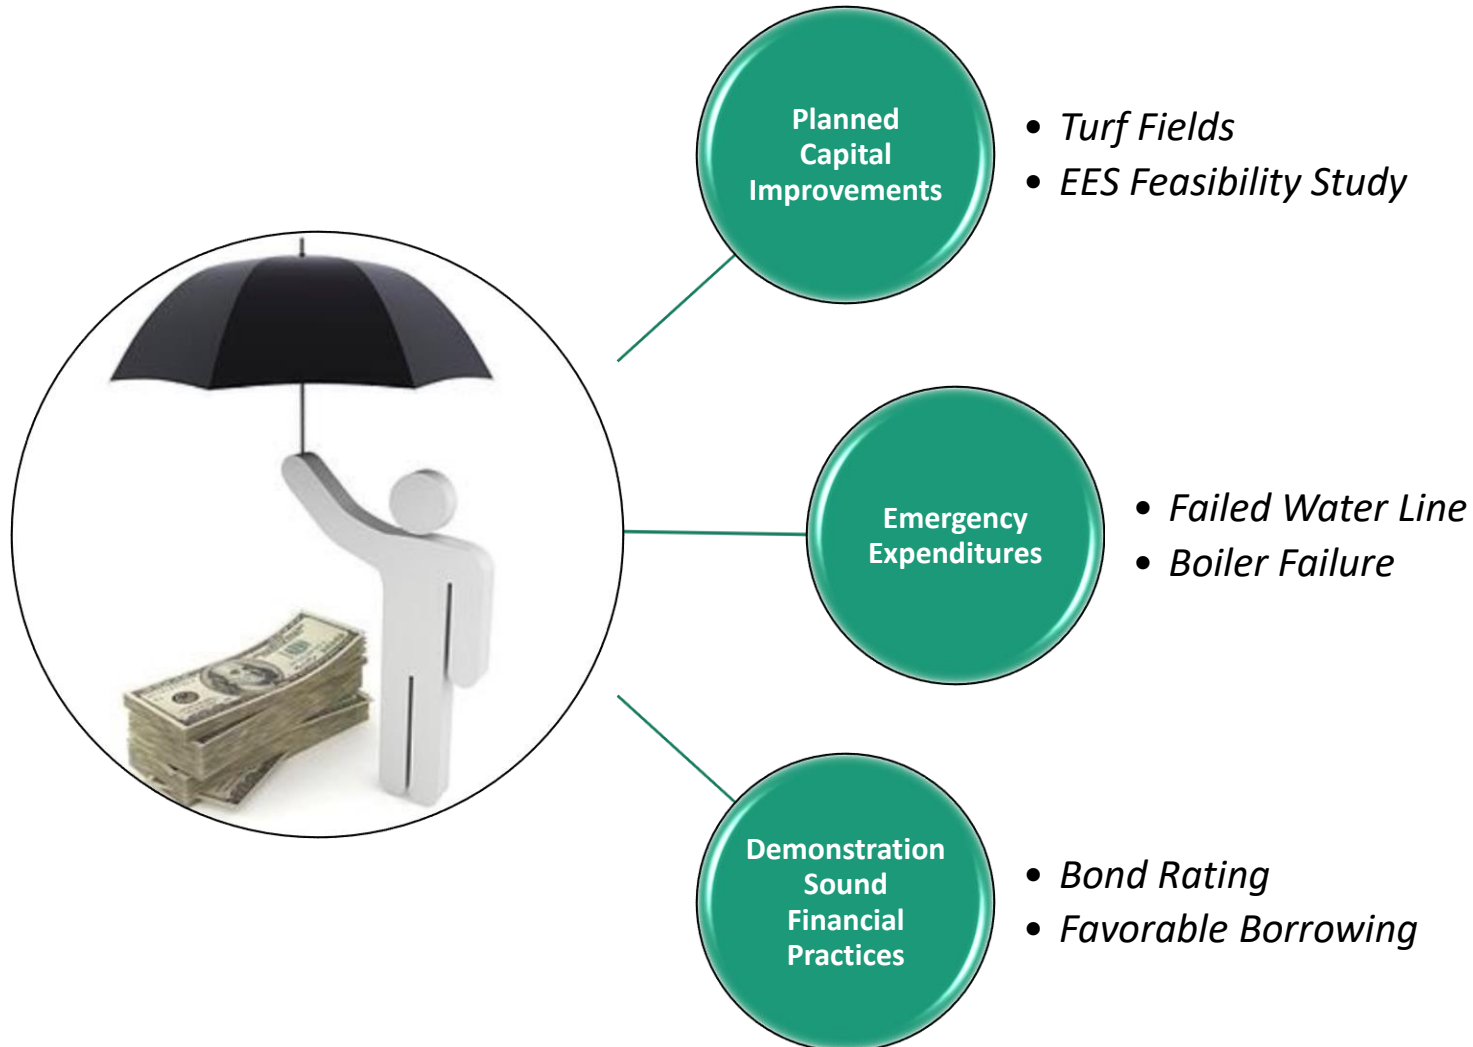 Planned
Capital
Improvements
• Turf Fields
• EES Feasibility Study
Emergency
Expenditures
• Failed Water Line
• Boiler Failure
Demonstration
Sound
Financial
Practices
• Bond Rating
• Favorable Borrowing